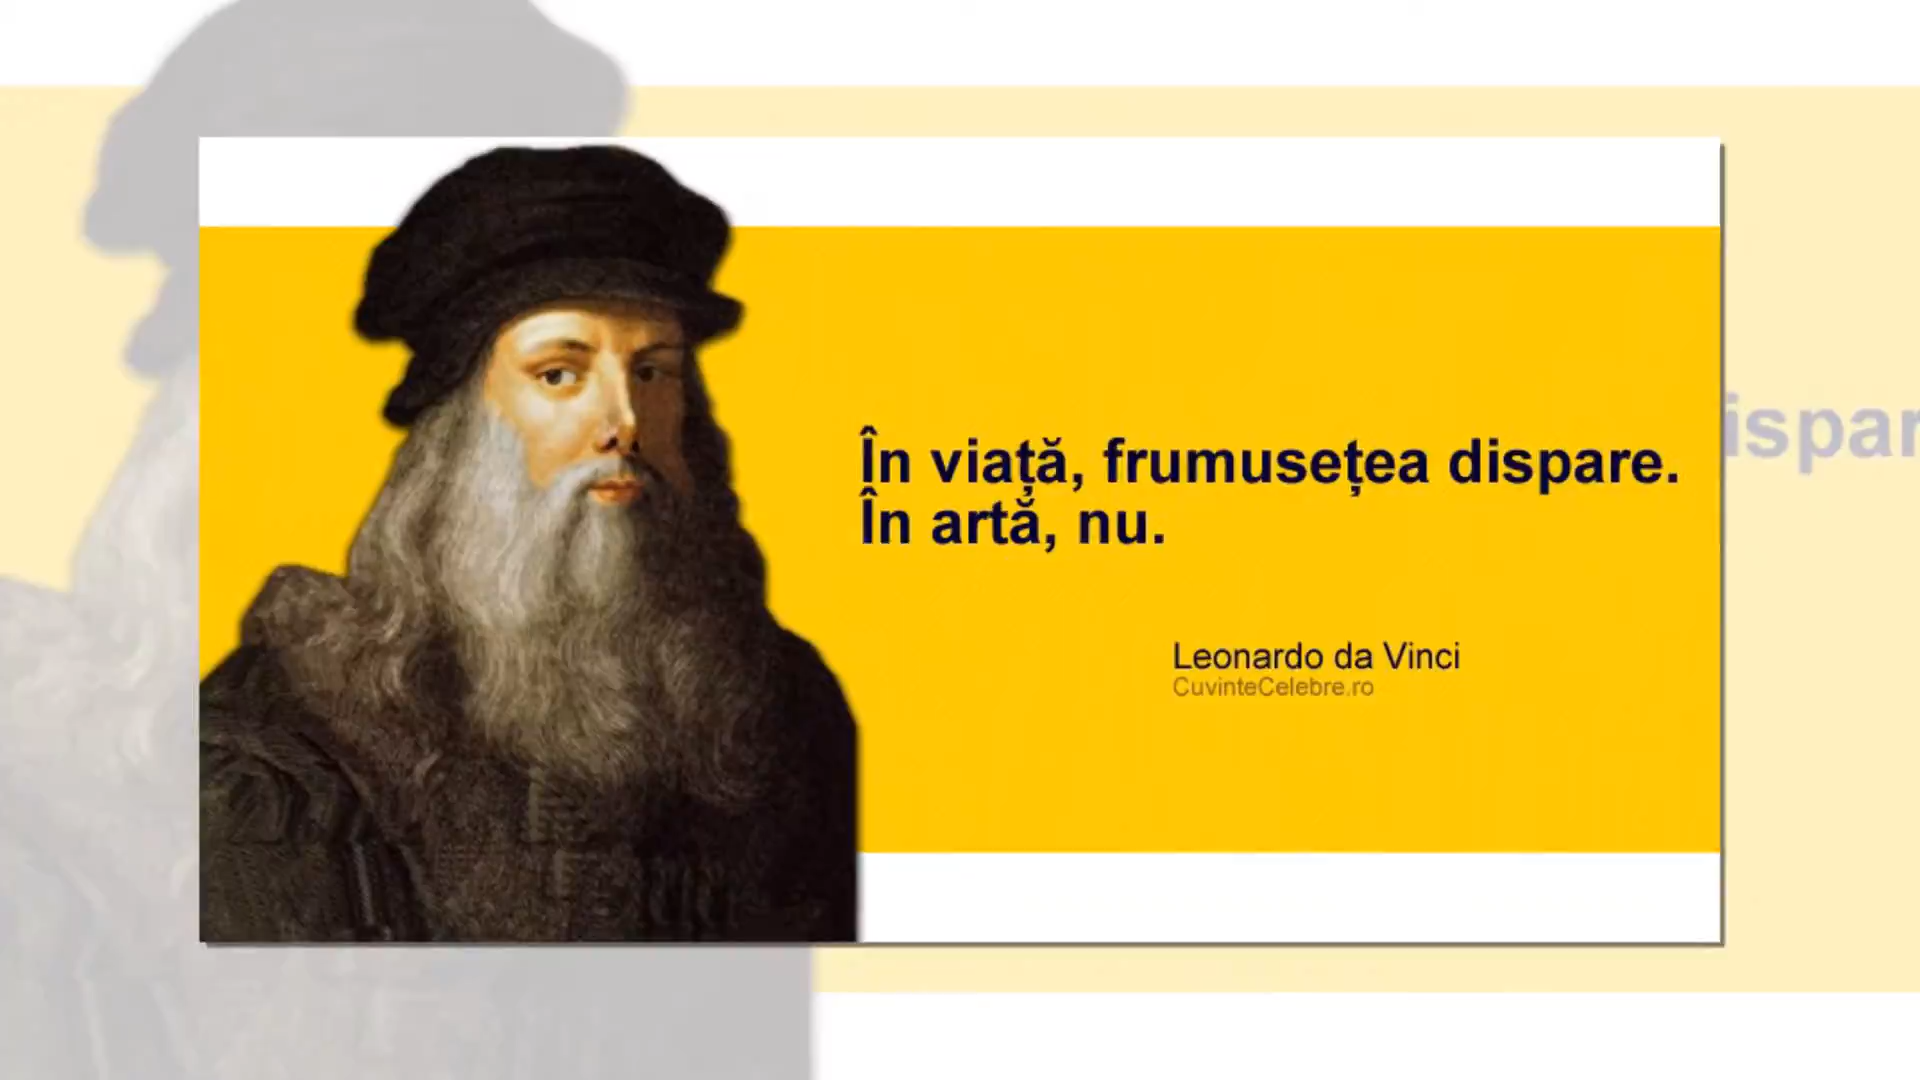 În viață, frumusețea dispare.
În artă, nu.
Leonardo da Vinci
CuvinteCelebre.ro